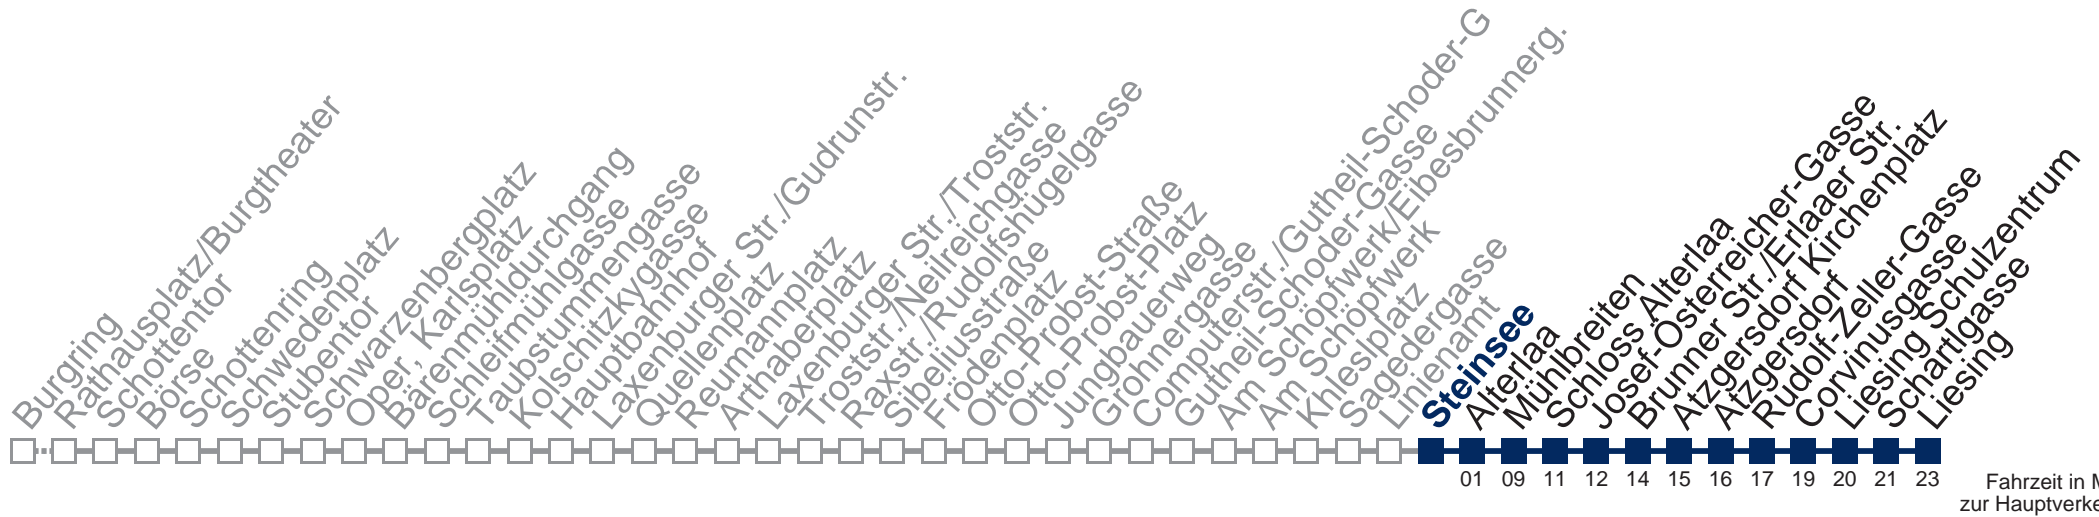 Burgring
Rathausplatz/Burgtheater
Schottentor
Börse
Schottenring
Schwedenplatz
Stubentor
Schwarzenbergplatz
Oper, Karlsplatz
Bärenmühldurchgang
Schleifmühlgasse
Taubstummengasse
Kolschitzkygasse
Hauptbahnhof
Laxenburger Str./Gudrunstr.
Quellenplatz
Reumannplatz
Arthaberplatz
Laxenburger Str./Troststr.
Troststr./Neilreichgasse
Raxstr./Rudolfshügelgasse
Sibeliusstraße
Frödenplatz
Otto-Probst-Straße
Otto-Probst-Platz
Jungbauerweg
Grohnergasse
Computerstr./Gutheil-Schoder-G
Gutheil-Schoder-Gasse
Am Schöpfwerk/Eibesbrunnerg.
Am Schöpfwerk
Khleslplatz
Sagedergasse
Linienamt
Steinsee
Alterlaa
Mühlbreiten
Schloss Alterlaa
Josef-Österreicher-Gasse
Brunner Str./Erlaaer Str.
Atzgersdorf Kirchenplatz
Atzgersdorf
Rudolf-Zeller-Gasse
Corvinusgasse
Liesing Schulzentrum
Schartlgasse
Liesing
01 09 11 12 14 15 16 17 19 20 21 23
Fahrzeit in M
zur Hauptverke